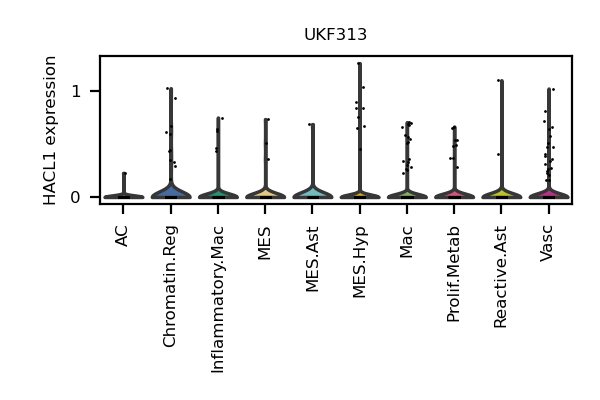 UKF313
HACL1 expression
1
0
AC
Chromatin.Reg
Inflammatory.Mac
MES
MES.Ast
MES.Hyp
Mac
Prolif.Metab
Reactive.Ast
Vasc